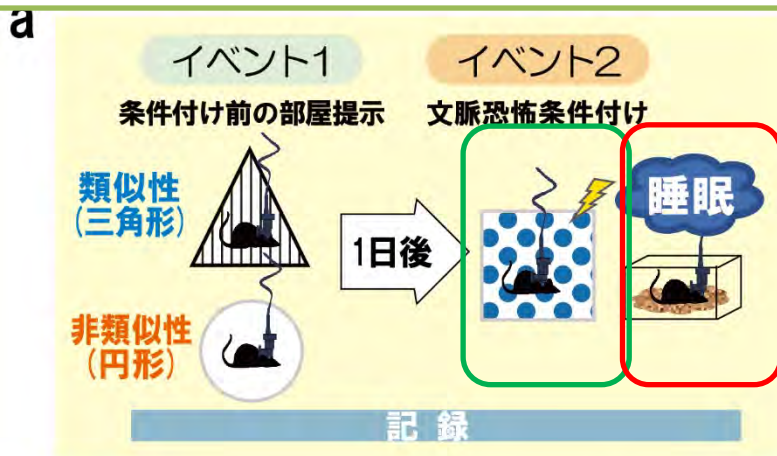 a
イベント1
イベント2
条件付け前の部屋提示
文脈恐怖条件付け
類似性
(三角形)
1日後
睡眠
非類似性
(円形)
記録